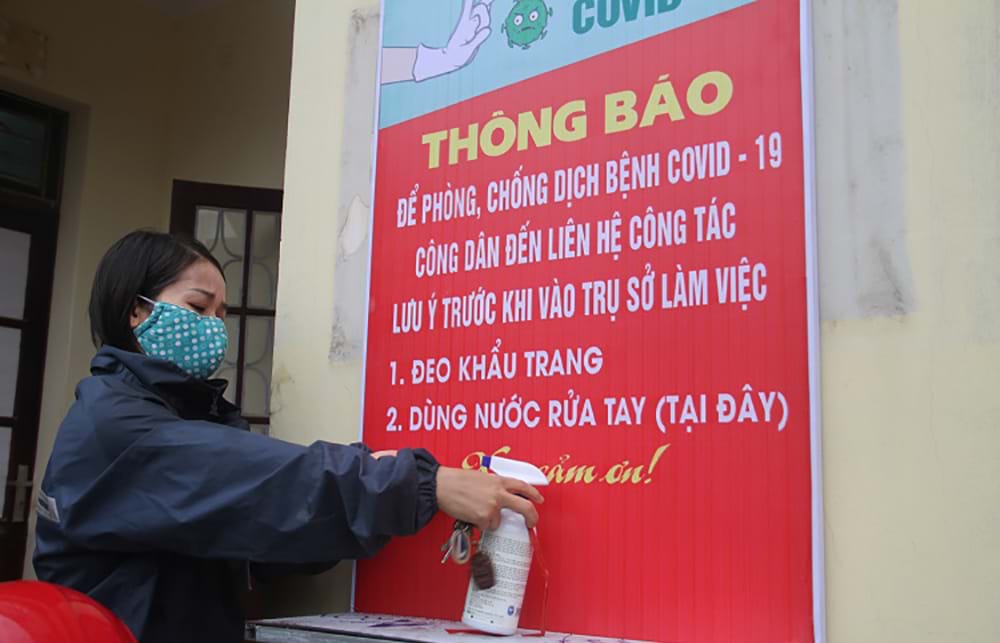 COVID
THÔNG BÁO
ĐỂ PHÒNG, CHỐNG DỊCH BỆNH COVID - 19
CÔNG DÂN ĐẾN LIÊN HỆ CÔNG TÁC
LƯU Ý TRƯỚC KHI VÀO TRỤ SỞ LÀM VIỆC
1. ĐEO KHẨU TRANG
2. DÙNG NƯỚC RỬA TAY (TẠI ĐÂY)
cảm ơn!